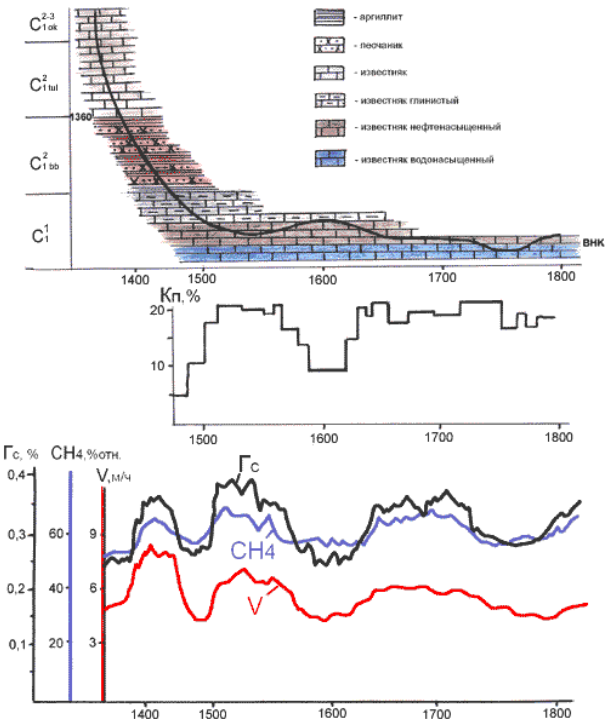 C₁ok²⁻³
C₁tul²
1360
C₁bb²
C₁¹
- аргиллит
- песчаник
- известняк
- известняк глинистый
- известняк нефтенасыщенный
- известняк водонасыщенный
ВНК
1400 1500 1600 1700 1800
Кп,%
20
10
1500 1600 1700 1800
Гс, % CH4,%отн.
V,м/ч
0,4
0,3
0,2
0,1
60
40
20
9
6
3
Гс
CH4
V
1400 1500 1600 1700 1800